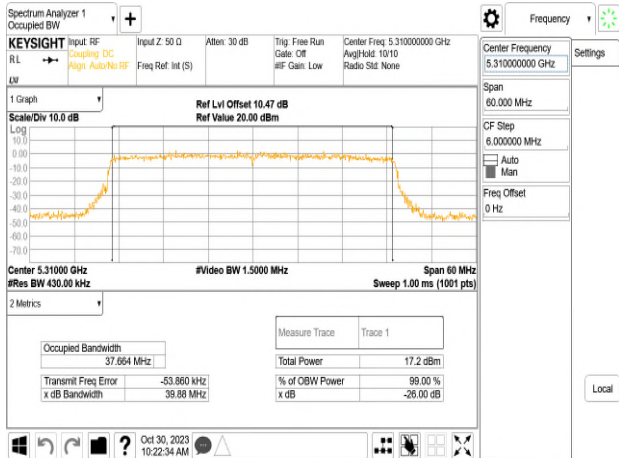 Spectrum Analyzer 1
Occupied BW
Frequency
KEYSIGHT Input: RF Input Z: 50 Ω Atten: 30 dB Trig: Free Run Center Freq: 5.310000000 GHz
RL Coupling: DC Gate: Off Avg|Hold: 10/10
Align: Auto/No RF Freq Ref: Int (S) #IF Gain: Low Radio Std: None
Center Frequency
5.310000000 GHz
Settings
Span
60.000 MHz
CF Step
6.000000 MHz
Auto
Man
Freq Offset
0 Hz
Local
1 Graph
Ref Lvl Offset 10.47 dB
Scale/Div 10.0 dB Ref Value 20.00 dBm
Log
10.0
0.00
-10.0
-20.0
-30.0
-40.0
-50.0
-60.0
-70.0
Center 5.31000 GHz #Video BW 1.5000 MHz Span 60 MHz
#Res BW 430.00 kHz Sweep 1.00 ms (1001 pts)
2 Metrics
Measure Trace Trace 1
Occupied Bandwidth
37.664 MHz
Total Power 17.2 dBm
Transmit Freq Error -53.860 kHz % of OBW Power 99.00 %
x dB Bandwidth 39.88 MHz x dB -26.00 dB
? Oct 30, 2023
10:22:34 AM